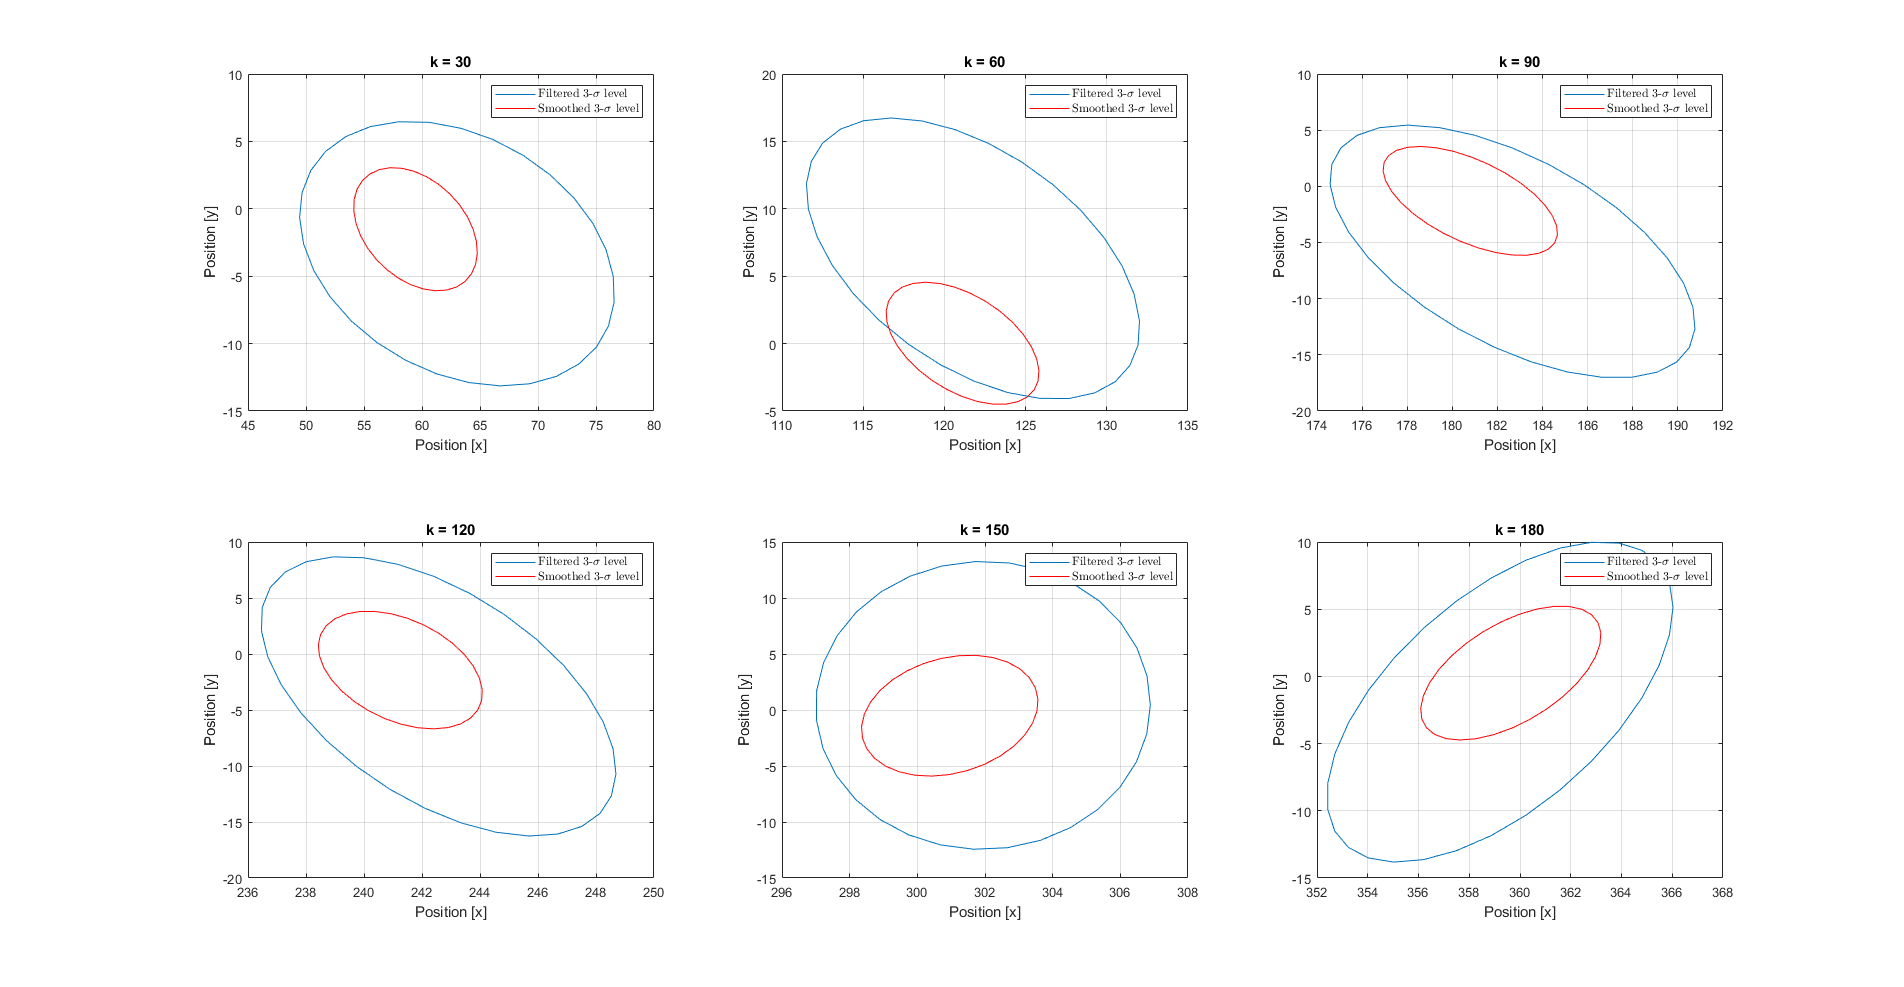 k = 30
Filtered 3-σ level
Smoothed 3-σ level
10
5
0
-5
-10
-15
Position [y]
45 50 55 60 65 70 75 80
Position [x]
k = 60
Filtered 3-σ level
Smoothed 3-σ level
20
15
10
5
0
-5
Position [y]
110 115 120 125 130 135
Position [x]
k = 90
Filtered 3-σ level
Smoothed 3-σ level
10
5
0
-5
-10
-15
-20
Position [y]
174 176 178 180 182 184 186 188 190 192
Position [x]
k = 120
Filtered 3-σ level
Smoothed 3-σ level
10
5
0
-5
-10
-15
-20
Position [y]
236 238 240 242 244 246 248 250
Position [x]
k = 150
Filtered 3-σ level
Smoothed 3-σ level
15
10
5
0
-5
-10
-15
Position [y]
296 298 300 302 304 306 308
Position [x]
k = 180
Filtered 3-σ level
Smoothed 3-σ level
10
5
0
-5
-10
-15
Position [y]
352 354 356 358 360 362 364 366 368
Position [x]